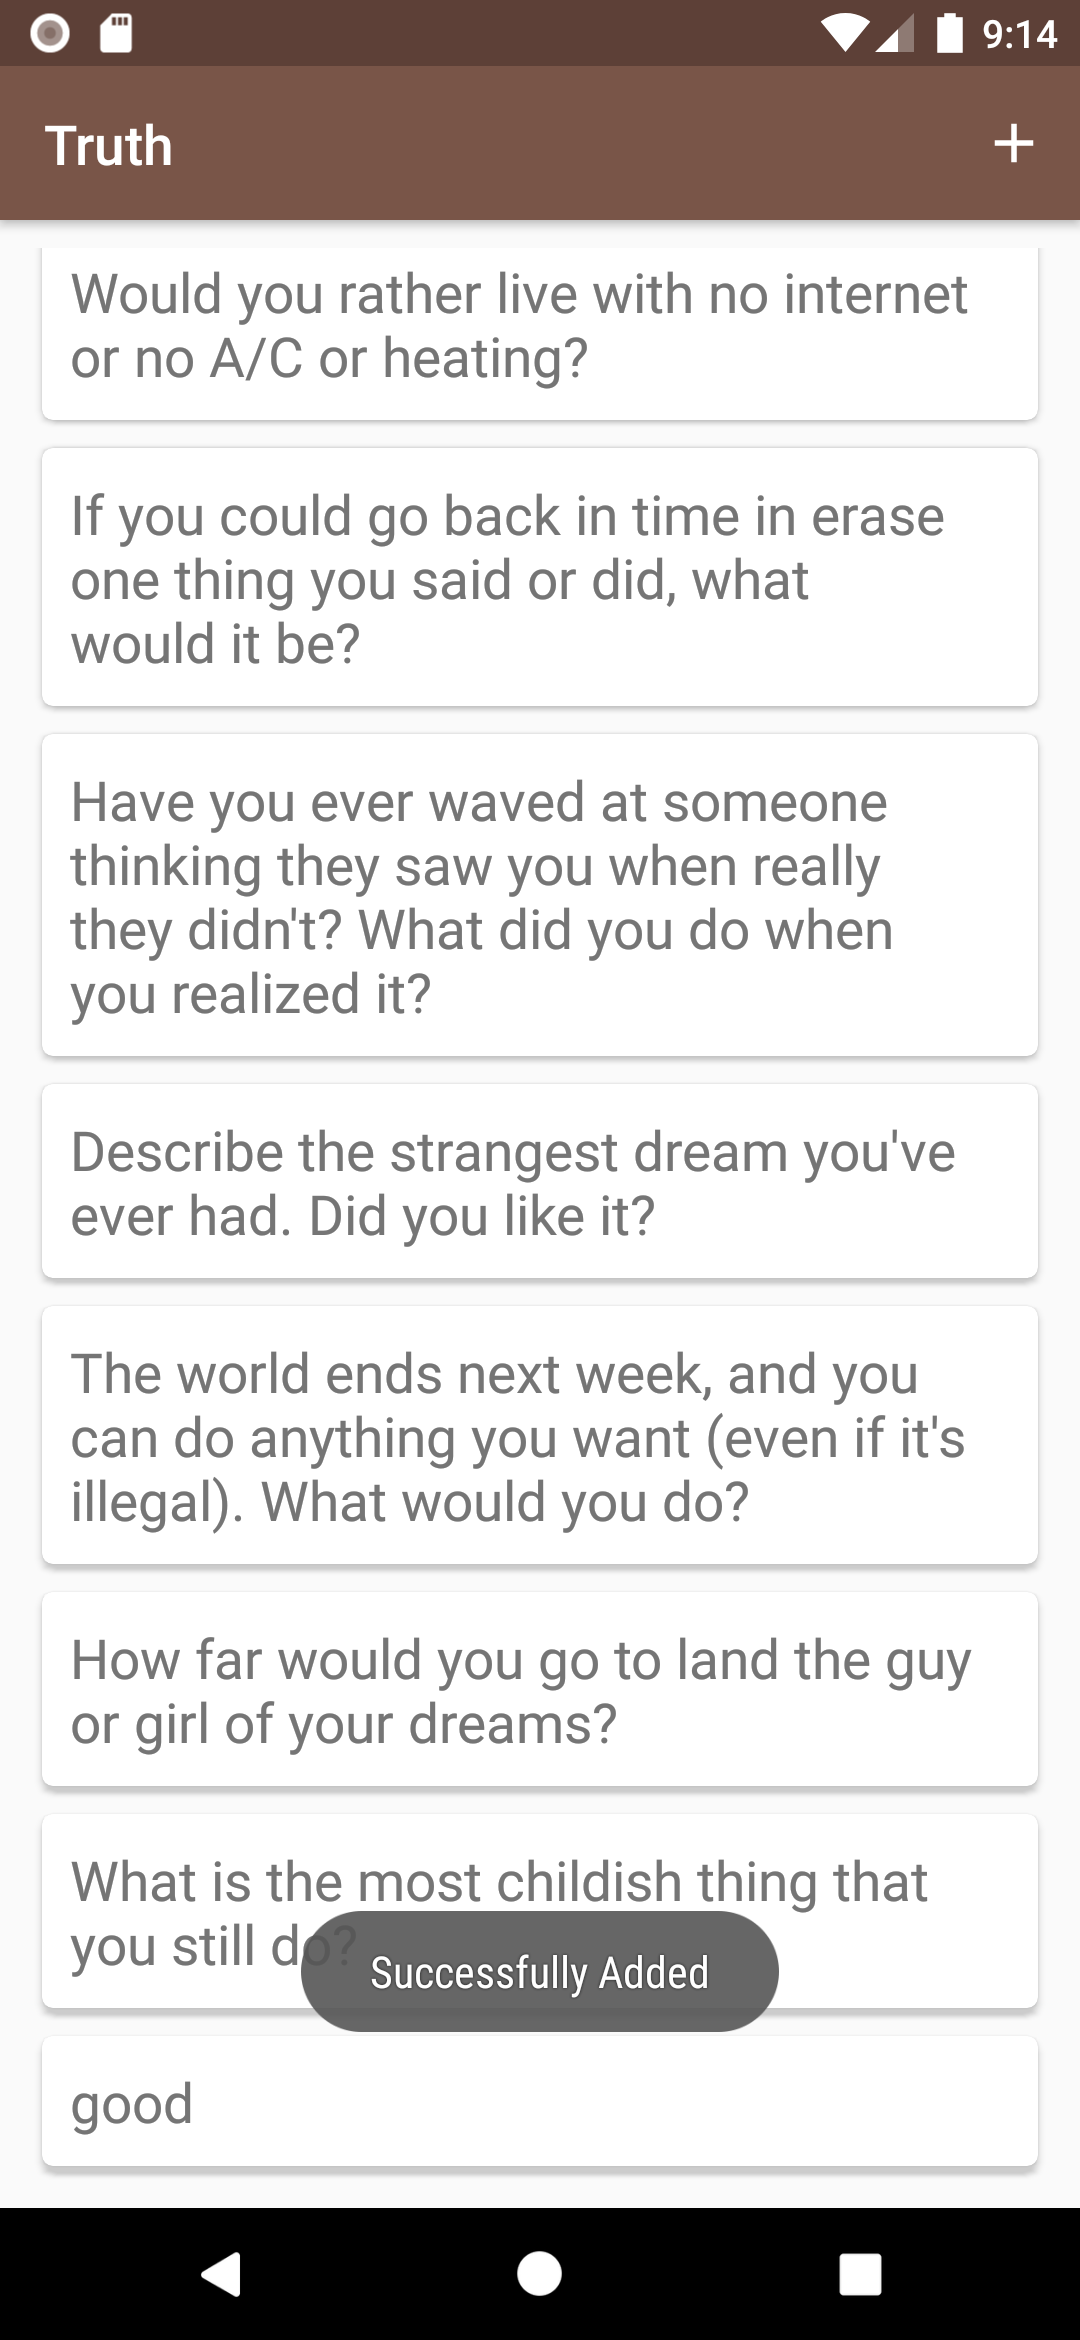 9:14
Truth
Would you rather live with no internet
or no A/C or heating?
If you could go back in time in erase
one thing you said or did, what
would it be?
Have you ever waved at someone
thinking they saw you when really
they didn't? What did you do when
you realized it?
Describe the strangest dream you've
ever had. Did you like it?
The world ends next week, and you
can do anything you want (even if it's
illegal). What would you do?
How far would you go to land the guy
or girl of your dreams?
What is the most childish thing that
you still do?
Successfully Added
good